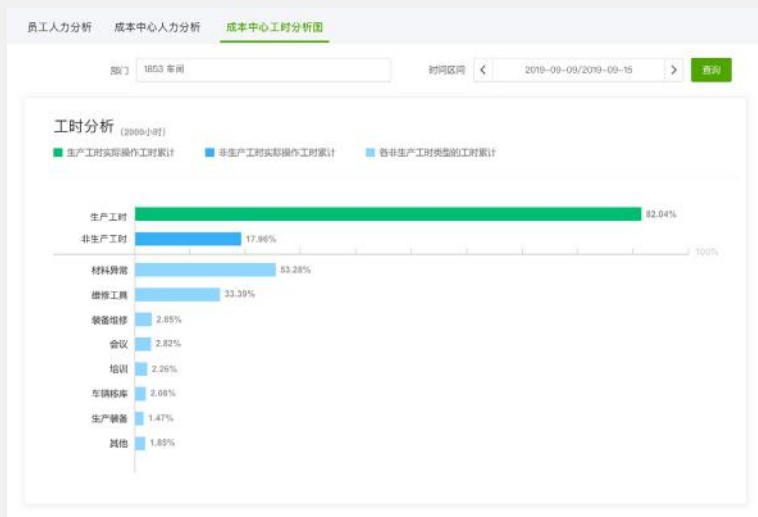 员工人力分析 成本中心人力分析 成本中心工时分析图
部门 1853 车间 时间区间 < 2019-09-09/2019-09-15 > 查询
工时分析 (2000小时)
生产工时实际操作工时累计 非生产工时实际操作工时累计 各非生产工时类型的工时累计
生产工时 82.04%
非生产工时 17.96%
100%
材料异常 53.28%
维修工具 33.39%
装备维修 2.85%
会议 2.82%
培训 2.26%
车辆移库 2.08%
生产装备 1.47%
其他 1.85%